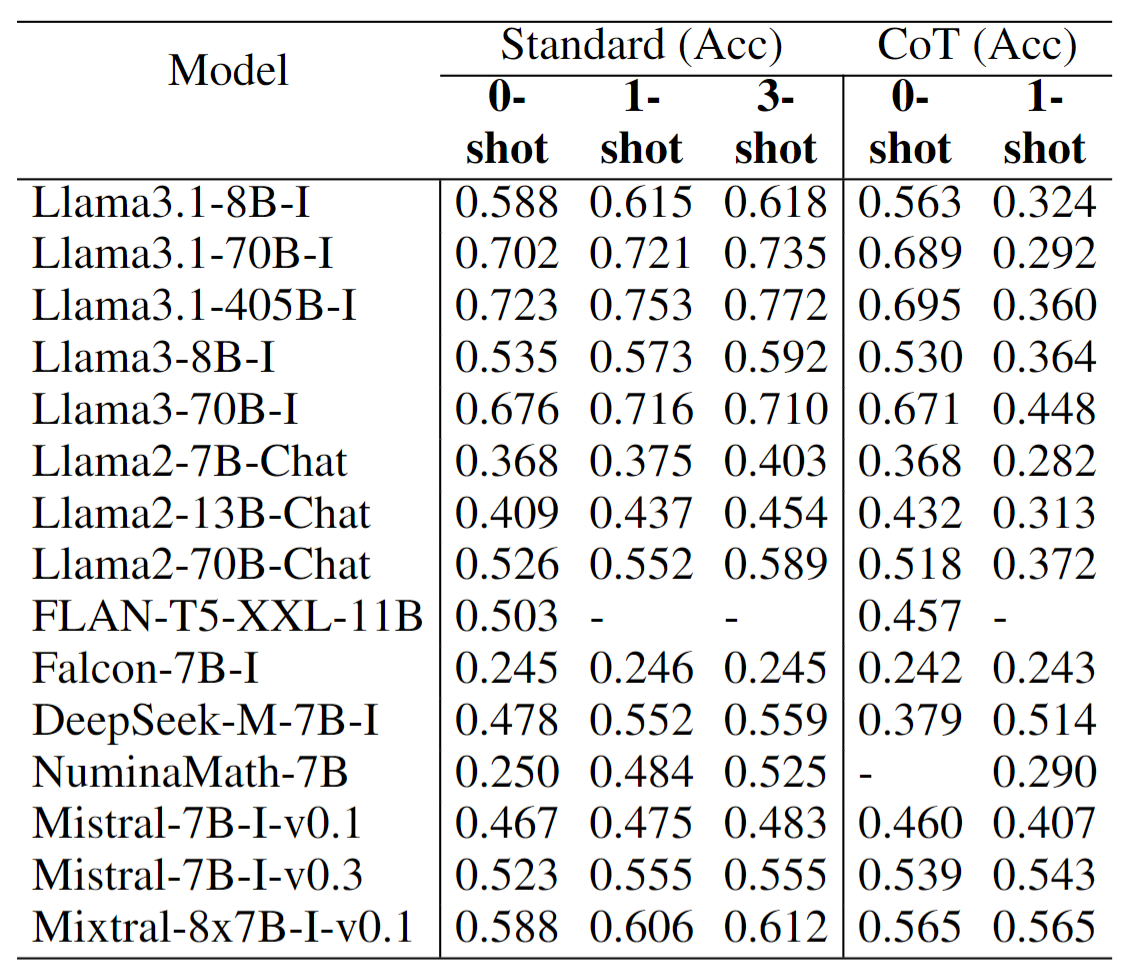 Model Standard (Acc) CoT (Acc)
0-shot 1-shot 3-shot 0-shot 1-shot
Llama3.1-8B-I 0.588 0.615 0.618 0.563 0.324
Llama3.1-70B-I 0.702 0.721 0.735 0.689 0.292
Llama3.1-405B-I 0.723 0.753 0.772 0.695 0.360
Llama3-8B-I 0.535 0.573 0.592 0.530 0.364
Llama3-70B-I 0.676 0.716 0.710 0.671 0.448
Llama2-7B-Chat 0.368 0.375 0.403 0.368 0.282
Llama2-13B-Chat 0.409 0.437 0.454 0.432 0.313
Llama2-70B-Chat 0.526 0.552 0.589 0.518 0.372
FLAN-T5-XXL-11B 0.503 - - 0.457 -
Falcon-7B-I 0.245 0.246 0.245 0.242 0.243
DeepSeek-M-7B-I 0.478 0.552 0.559 0.379 0.514
NuminaMath-7B 0.250 0.484 0.525 - 0.290
Mistral-7B-I-v0.1 0.467 0.475 0.483 0.460 0.407
Mistral-7B-I-v0.3 0.523 0.555 0.555 0.539 0.543
Mixtral-8x7B-I-v0.1 0.588 0.606 0.612 0.565 0.565